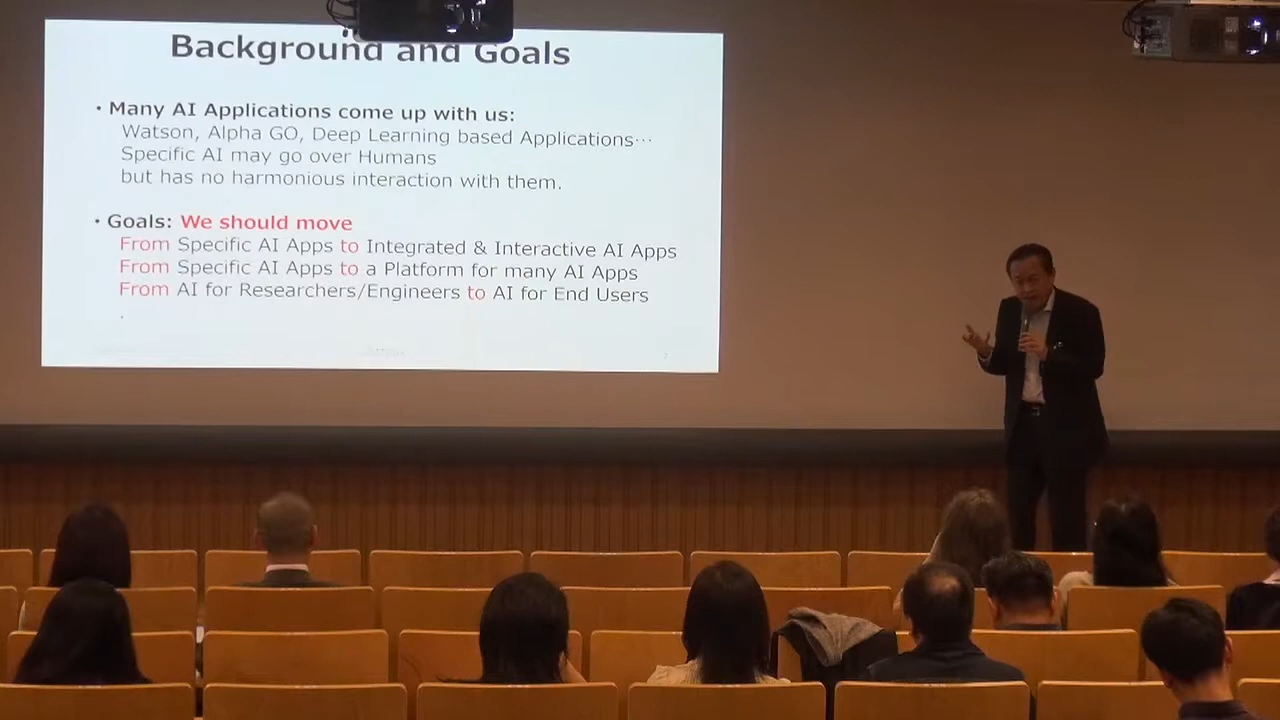 Background and Goals
・Many AI Applications come up with us:
Watson, Alpha GO, Deep Learning based Applications…
Specific AI may go over Humans
but has no harmonious interaction with them.
・Goals: We should move
From Specific AI Apps to Integrated & Interactive AI Apps
From Specific AI Apps to a Platform for many AI Apps
From AI for Researchers/Engineers to AI for End Users
.